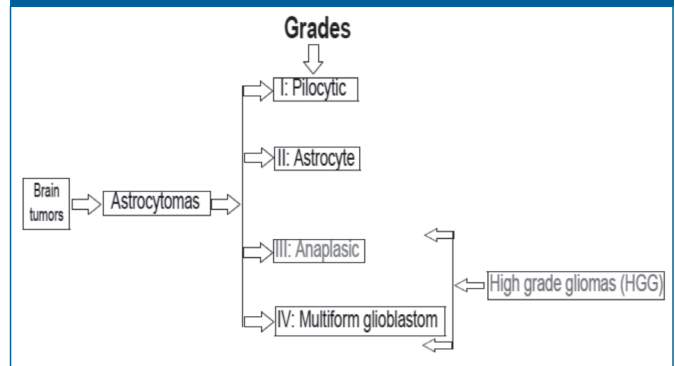 Grades
I: Pilocytic
II: Astrocyte
Brain
tumors
Astrocytomas
III: Anaplasic
High grade gliomas (HGG)
IV: Multiform glioblastom